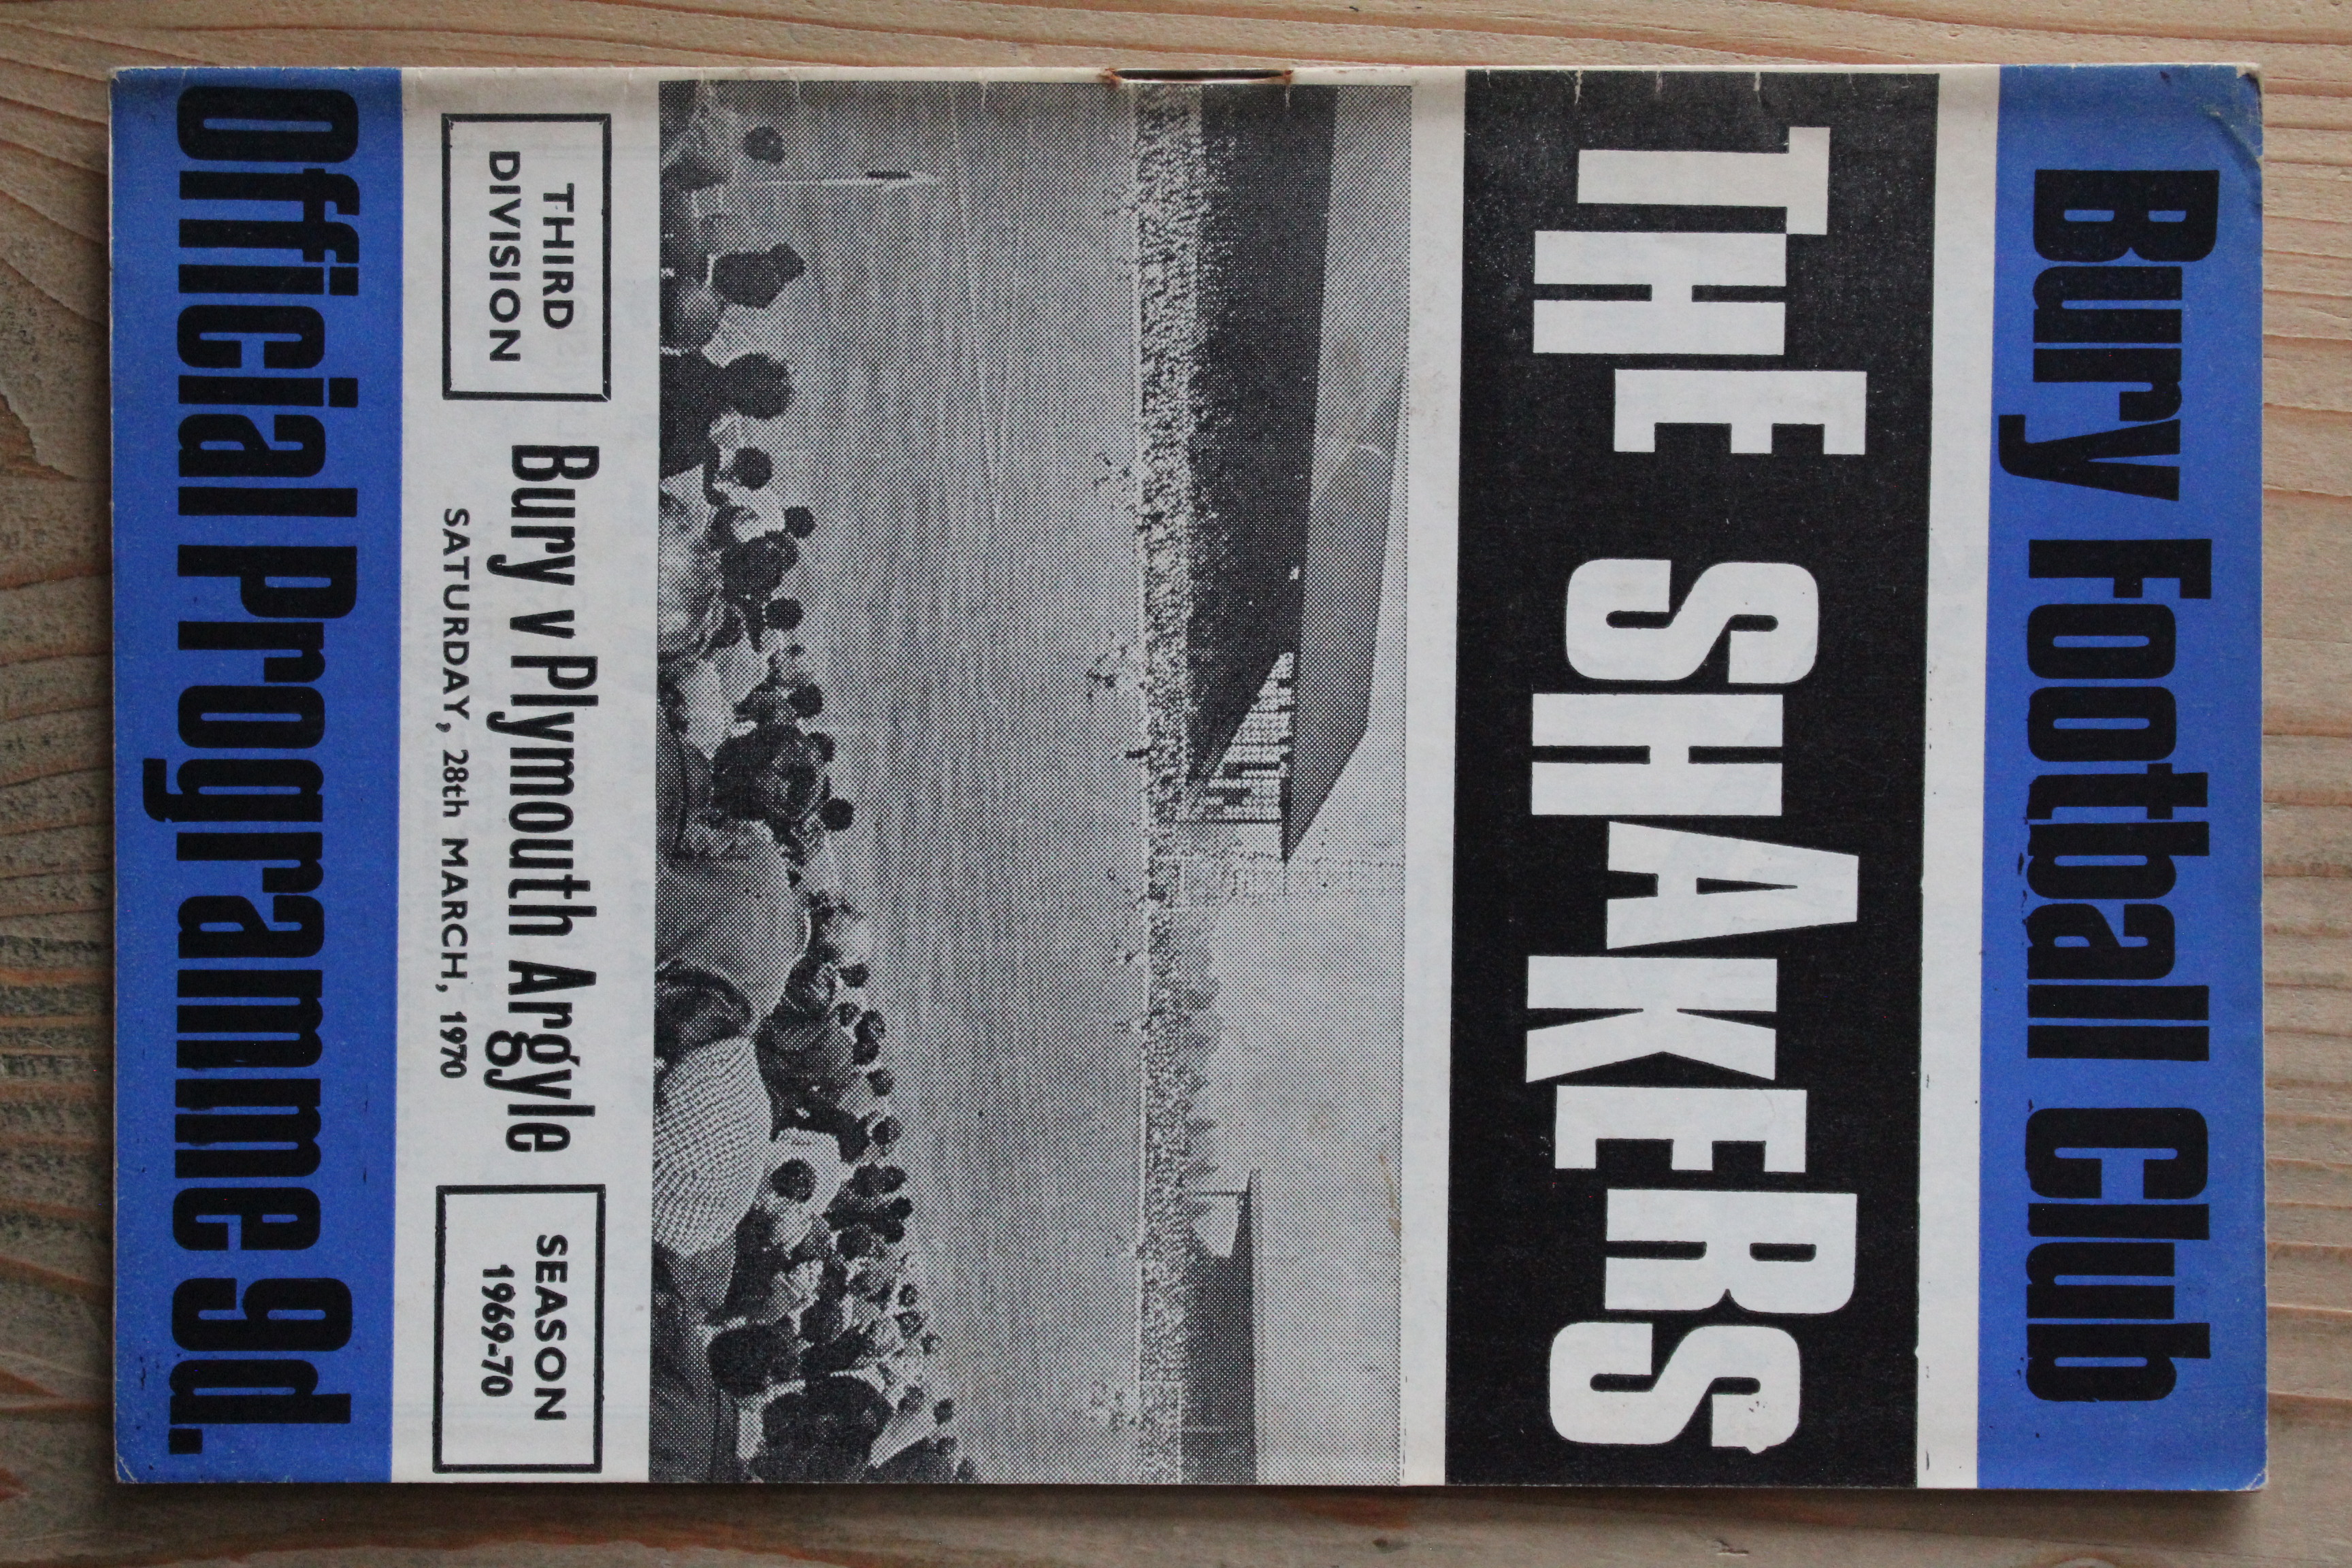 Bury Football Club
THE SHAKERS
THIRD
DIVISION
Bury v Plymouth Argyle
SATURDAY, 28th MARCH, 1970
SEASON
1969-70
Official Programme 9d.